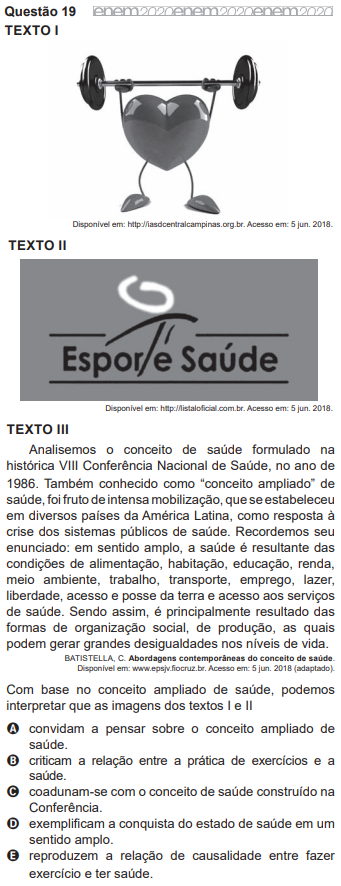 Questão 19 enem2020enem2020enem2020
TEXTO I
Disponível em: http://iasdcentralcampinas.org.br. Acesso em: 5 jun. 2018.
TEXTO II
Esporte Saúde
Disponível em: http://listaloficial.com.br. Acesso em: 5 jun. 2018.
TEXTO III
Analisemos o conceito de saúde formulado na
histórica VIII Conferência Nacional de Saúde, no ano de
1986. Também conhecido como “conceito ampliado” de
saúde, foi fruto de intensa mobilização, que se estabeleceu
em diversos países da América Latina, como resposta à
crise dos sistemas públicos de saúde. Recordemos seu
enunciado: em sentido amplo, a saúde é resultante das
condições de alimentação, habitação, educação, renda,
meio ambiente, trabalho, transporte, emprego, lazer,
liberdade, acesso e posse da terra e acesso aos serviços
de saúde. Sendo assim, é principalmente resultado das
formas de organização social, de produção, as quais
podem gerar grandes desigualdades nos níveis de vida.
BATISTELLA, C. Abordagens contemporâneas do conceito de saúde.
Disponível em: www.epsjv.fiocruz.br. Acesso em: 5 jun. 2018 (adaptado).
Com base no conceito ampliado de saúde, podemos
interpretar que as imagens dos textos I e II
A convidam a pensar sobre o conceito ampliado de
saúde.
B criticam a relação entre a prática de exercícios e a
saúde.
C coadunam-se com o conceito de saúde construído na
Conferência.
D exemplificam a conquista do estado de saúde em um
sentido amplo.
E reproduzem a relação de causalidade entre fazer
exercício e ter saúde.